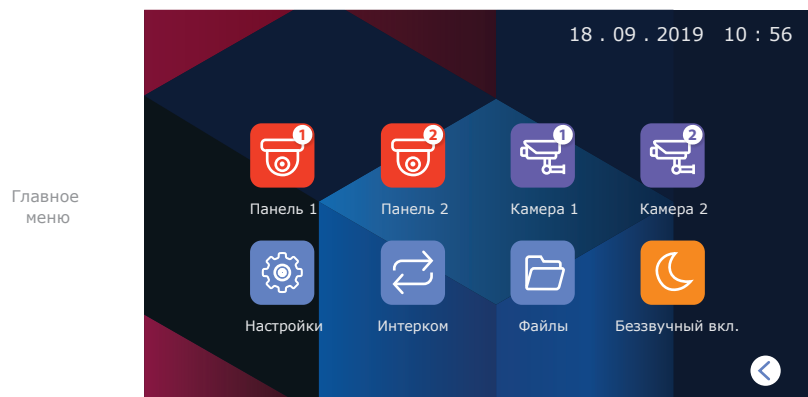 18 . 09 . 2019 10 : 56
1
2
1
2
Панель 1
Панель 2
Камера 1
Камера 2
Главное
меню
Настройки
Интерком
Файлы
Беззвучный вкл.